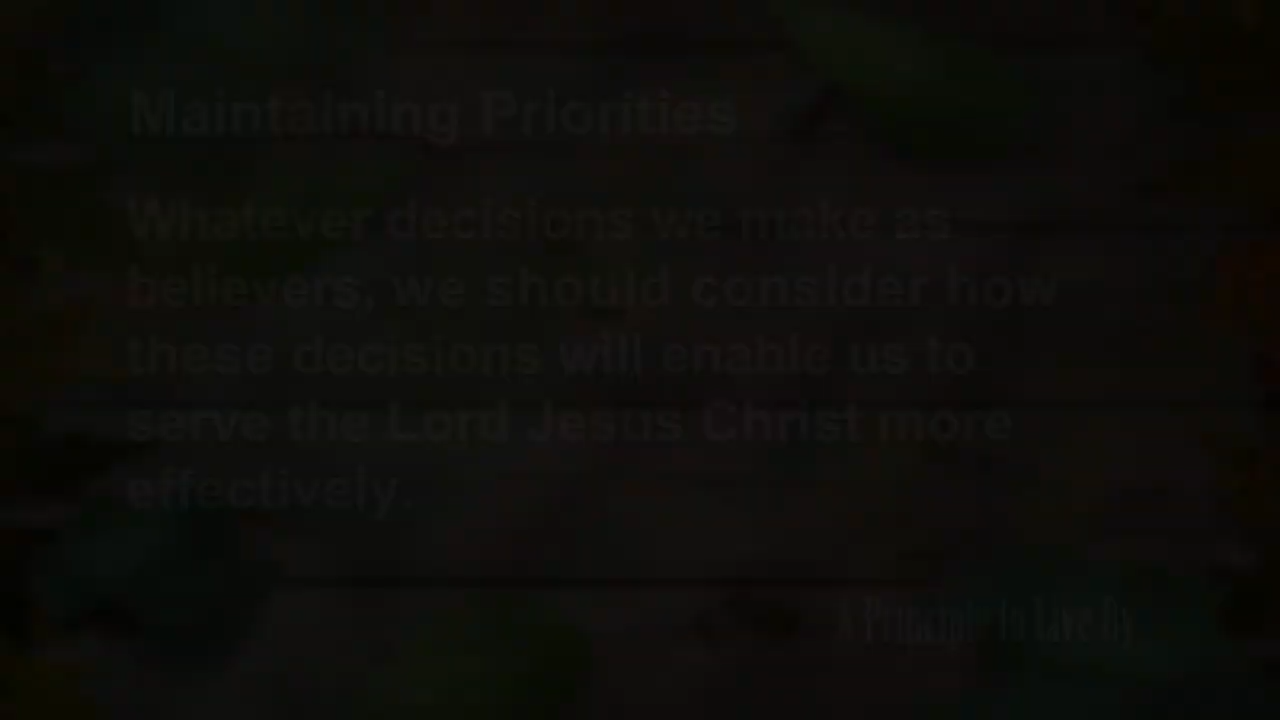 Maintaining Priorities
Whatever decisions we make as
believers, we should consider how
these decisions will enable us to
serve the Lord Jesus Christ more
effectively.
A Principle to Live By